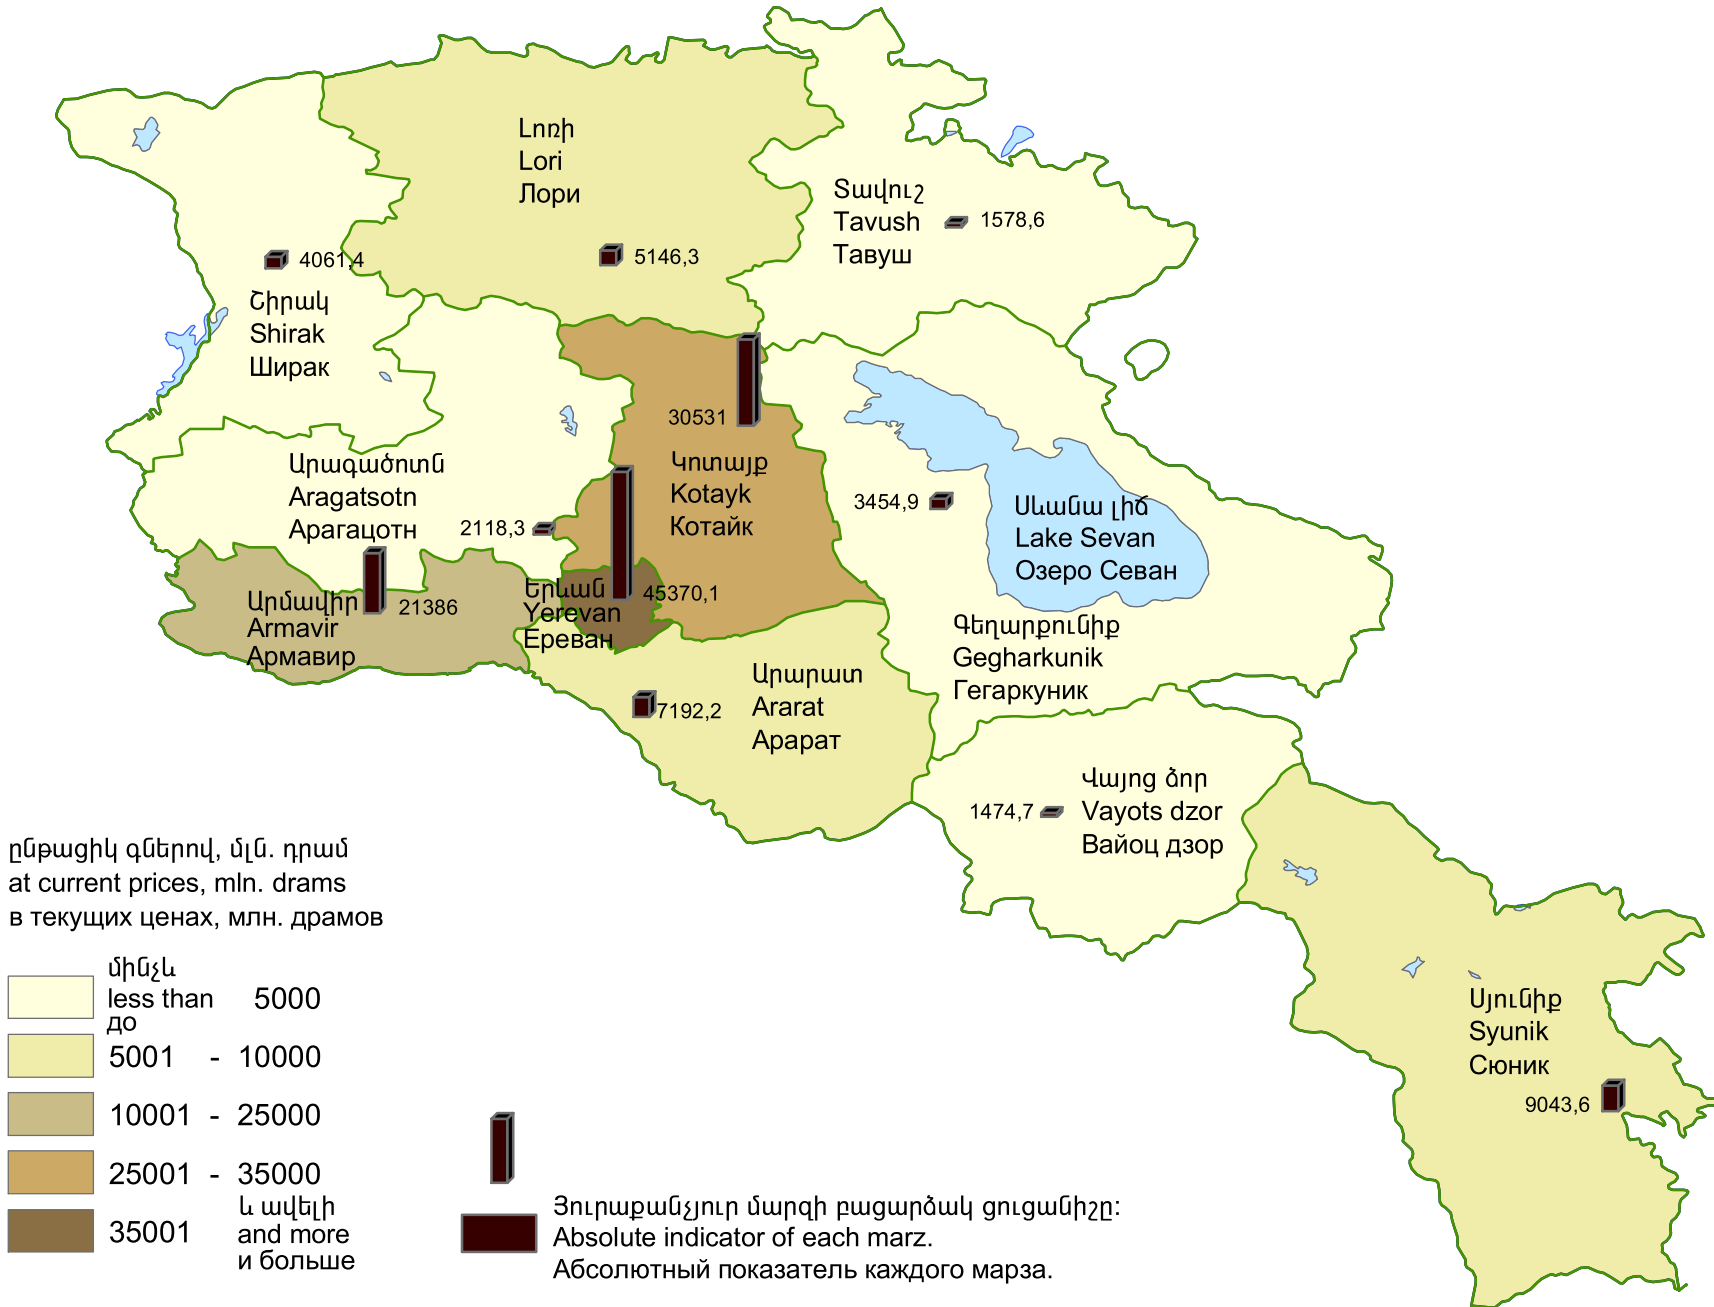 Լոռի
Lori
Лори
5146,3
Տավուշ
Tavush
Тавуш
1578,6
4061,4
Շիրակ
Shirak
Ширак
30531
Կոտայք
Kotayk
Котайк
Արագածոտն
Aragatsotn
Арагацотн
2118,3
3454,9
Սևանա լիճ
Lake Sevan
Озеро Севан
Արմավիր
Armavir
Армавир
21386
Երևան
Yerevan
Ереван
45370,1
Գեղարքունիք
Gegharkunik
Гегаркуник
Արարատ
Ararat
Арарат
7192,2
Վայոց ձոր
Vayots dzor
Вайоц дзор
1474,7
Սյունիք
Syunik
Сюник
9043,6
ընթացիկ գներով, մլն. դրամ
at current prices, mln. drams
в текущих ценах, млн. драмов
մինչև
less than 5000
до
5001 - 10000
10001 - 25000
25001 - 35000
և ավելի
35001 and more
и больше
Յուրաքանչյուր մարզի բացարձակ ցուցանիշը:
Absolute indicator of each marz.
Абсолютный показатель каждого марза.